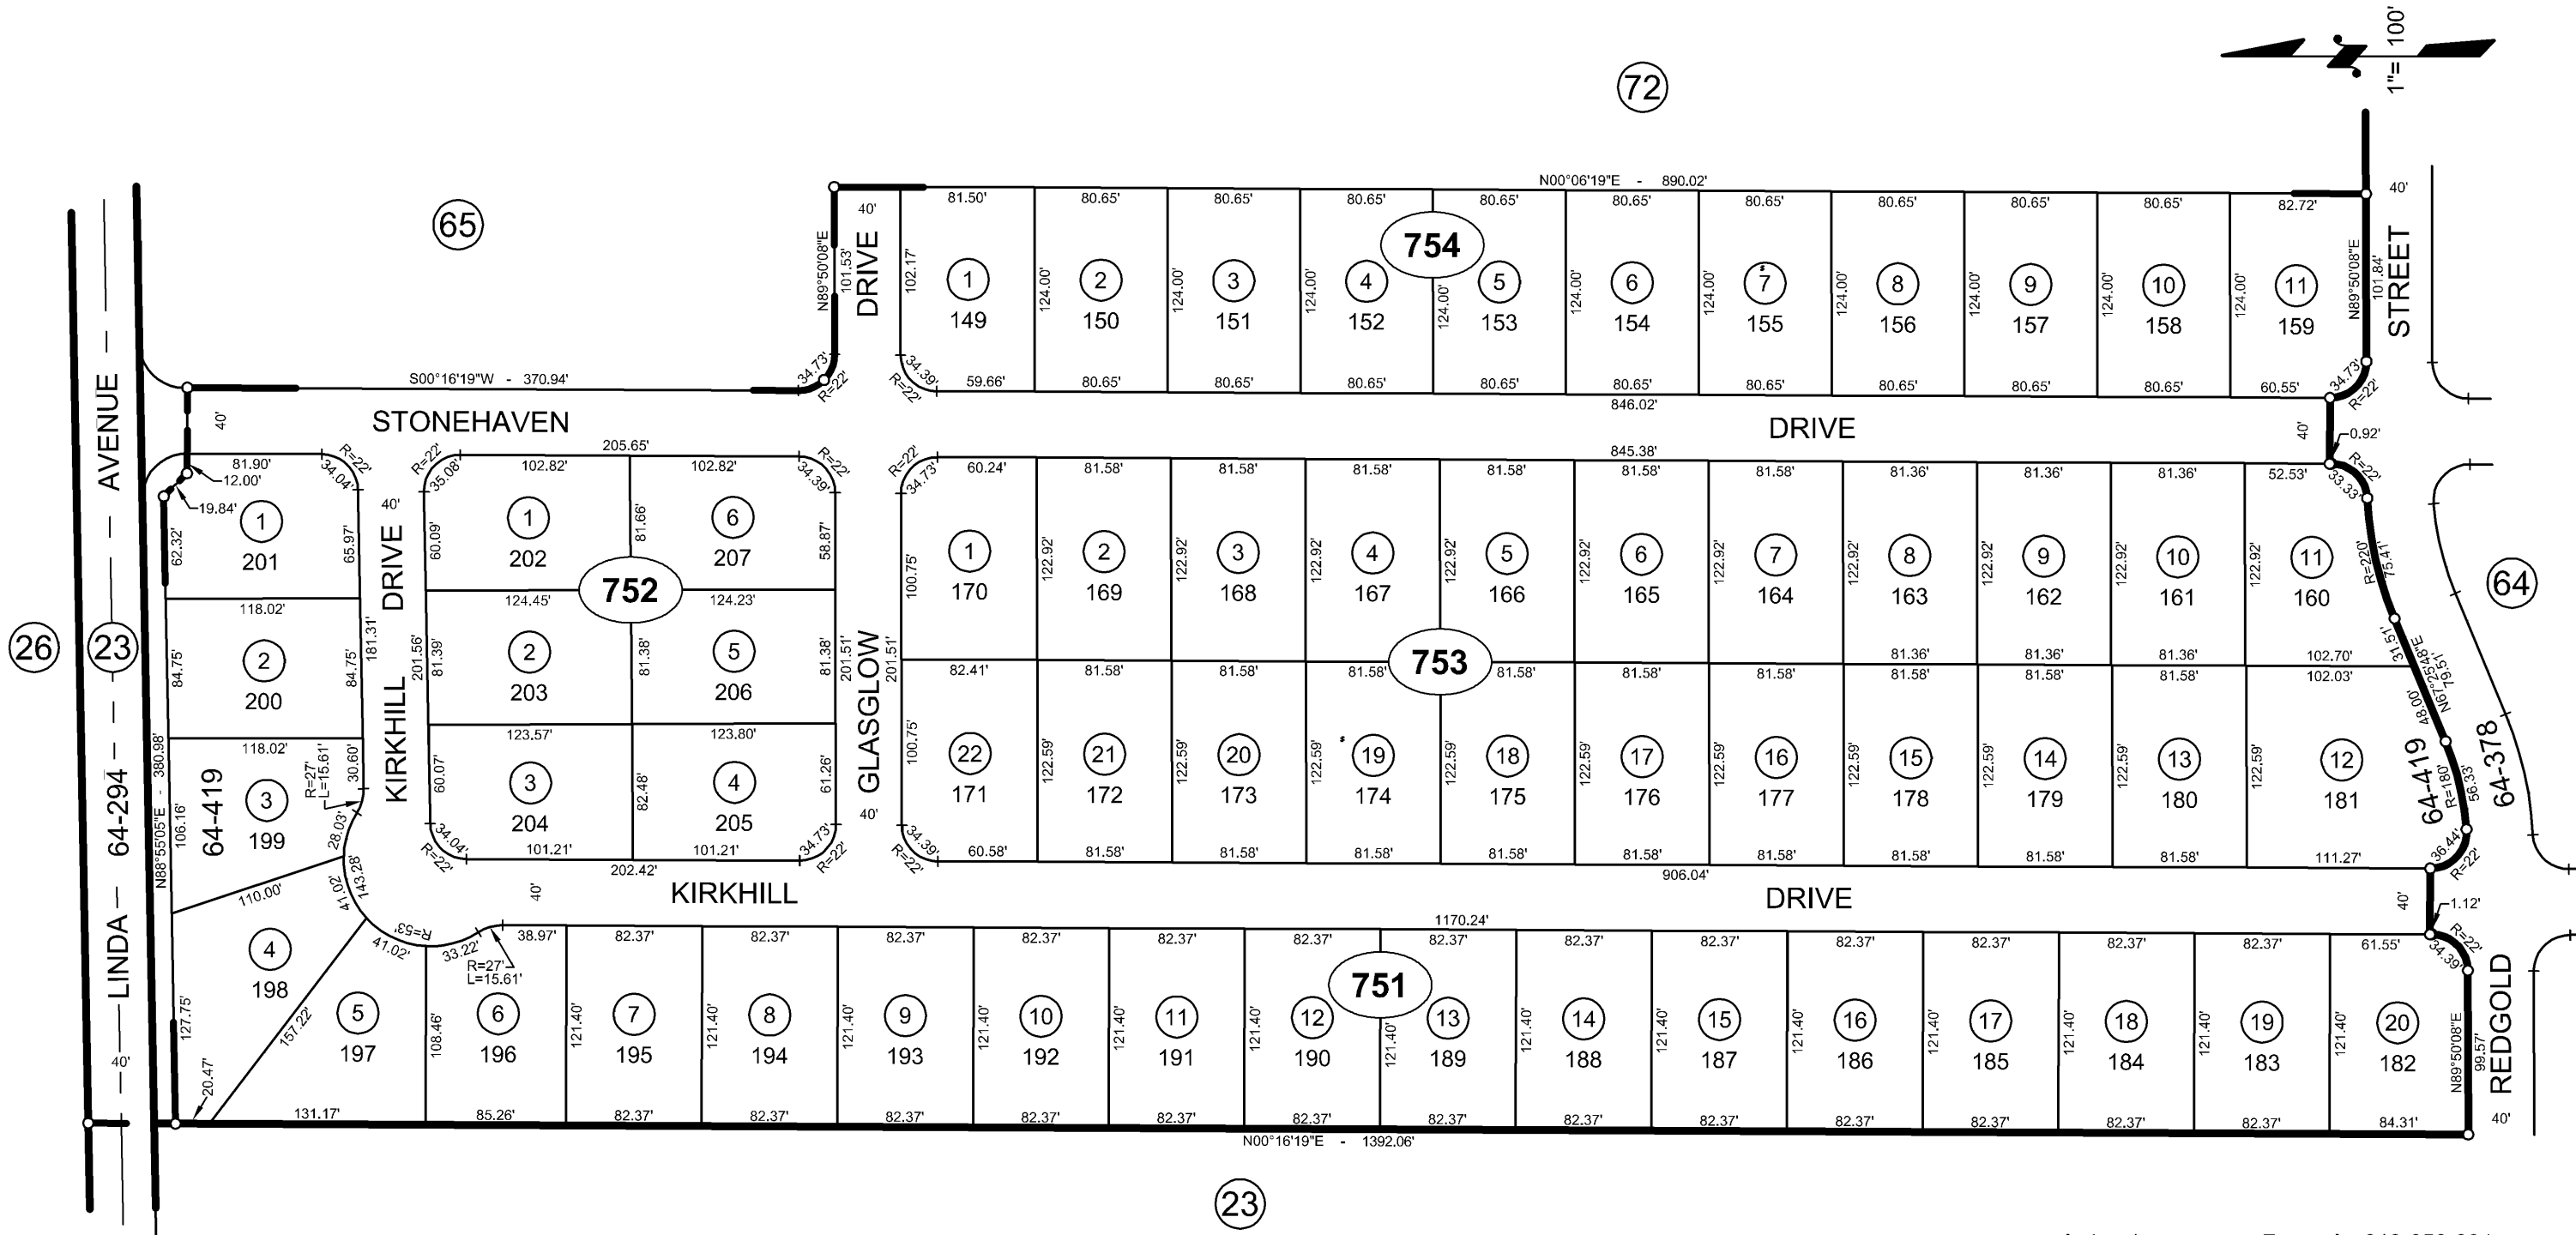 1"= 100'
72
65
N00°06'19"E - 890.02'
40'
40'
81.50' 80.65' 80.65' 80.65' 80.65' 80.65' 80.65' 80.65' 80.65' 80.65' 82.72'
754
N89°50'08"E
101.53'
DRIVE
102.17'
124.00' 124.00' 124.00' 124.00' 124.00' 124.00' 124.00' 124.00' 124.00' 124.00'
N89°50'08"E
101.84'
STREET
1 2 3 4 5 6 7 8 9 10 11
149 150 151 152 153 154 155 156 157 158 159
34.73'
R=22'
34.39'
R=22'
34.73'
R=22'
S00°16'19"W - 370.94'
59.66' 80.65' 80.65' 80.65' 80.65' 80.65' 80.65' 80.65' 80.65' 80.65' 60.55'
846.02'
40'
STONEHAVEN
DRIVE
40'
0.92'
205.65'
845.38'
81.90'
34.04'
R=22'
R=22'
35.08'
102.82' 102.82'
34.39'
R=22'
R=22'
34.73'
60.24' 81.58' 81.58' 81.58' 81.58' 81.58' 81.58' 81.36' 81.36' 81.36' 52.53'
R=22'
33.33'
12.00'
19.84'
AVENUE
62.32'
1
201
65.97'
40'
DRIVE
60.09'
1
202
81.66'
6
207
58.87'
100.75'
1 2 3 4 5 6 7 8 9 10 11
170 169 168 167 166 165 164 163 162 161 160
122.92' 122.92' 122.92' 122.92' 122.92' 122.92' 122.92' 122.92' 122.92' 122.92'
R=220'
75.41'
64
118.02'
124.45'
752
124.23'
26
23
84.75'
2
200
84.75'
181.31'
KIRKHILL
201.56'
81.39'
2
203
81.38'
5
206
81.38'
201.51'
GLASGLOW
201.51'
753
81.36' 81.36' 81.36' 102.70'
31.51'
N67°25'48"E
79.51'
82.41' 81.58' 81.58' 81.58' 81.58' 81.58' 81.58' 81.58' 81.58' 81.58' 102.03'
48.00'
64-294
380.98'
N88°55'05"E -
118.02'
R=27'
L=15.61'
30.60'
106.16'
64-419
3
199
28.03'
123.57' 123.80'
60.07'
3
204
82.48'
4
205
61.26'
40'
100.75'
22 21 20 19 18 17 16 15 14 13 12
171 172 173 174 175 176 177 178 179 180 181
122.59' 122.59' 122.59' 122.59' 122.59' 122.59' 122.59' 122.59' 122.59' 122.59'
64-419
R=180'
56.33'
64-378
34.04'
R=22'
101.21' 101.21'
34.73'
R=22'
34.39'
R=22'
60.58' 81.58' 81.58' 81.58' 81.58' 81.58' 81.58' 81.58' 81.58' 81.58' 111.27'
36.44'
R=22'
202.42'
906.04'
110.00'
41.02'
143.28'
40'
KIRKHILL
DRIVE
40'
1.12'
1170.24'
R=53'
41.02'
33.22'
R=27'
L=15.61'
38.97' 82.37' 82.37' 82.37' 82.37' 82.37' 82.37' 82.37' 82.37' 82.37' 82.37' 82.37' 82.37' 82.37' 61.55'
R=22'
34.39'
LINDA
4
198
127.75'
751
157.22'
108.46'
5 6 7 8 9 10 11 12 13 14 15 16 17 18 19 20
197 196 195 194 193 192 191 190 189 188 187 186 185 184 183 182
121.40' 121.40' 121.40' 121.40' 121.40' 121.40' 121.40' 121.40' 121.40' 121.40' 121.40' 121.40' 121.40' 121.40'
N89°50'08"E
99.57'
REDGOLD
40'
20.47'
40'
131.17' 85.26' 82.37' 82.37' 82.37' 82.37' 82.37' 82.37' 82.37' 82.37' 82.37' 82.37' 82.37' 82.37' 82.37' 84.31'
N00°16'19"E - 1392.06'
23